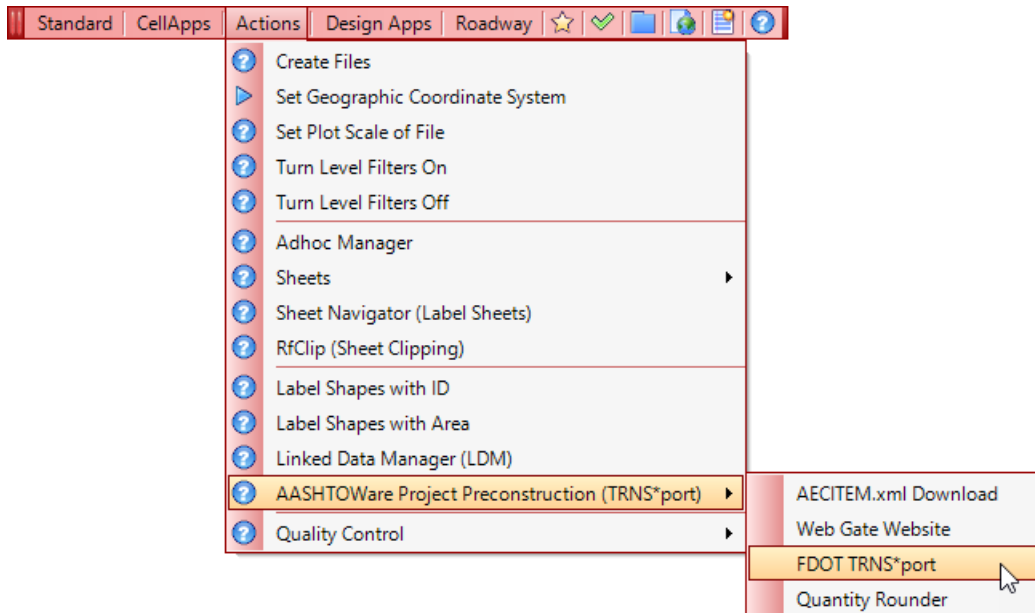 Standard CellApps Actions Design Apps Roadway
Create Files
Set Geographic Coordinate System
Set Plot Scale of File
Turn Level Filters On
Turn Level Filters Off
Adhoc Manager
Sheets
Sheet Navigator (Label Sheets)
RfClip (Sheet Clipping)
Label Shapes with ID
Label Shapes with Area
Linked Data Manager (LDM)
AASHTOWare Project Preconstruction (TRNS*port)
Quality Control
AECITEM.xml Download
Web Gate Website
FDOT TRNS*port
Quantity Rounder